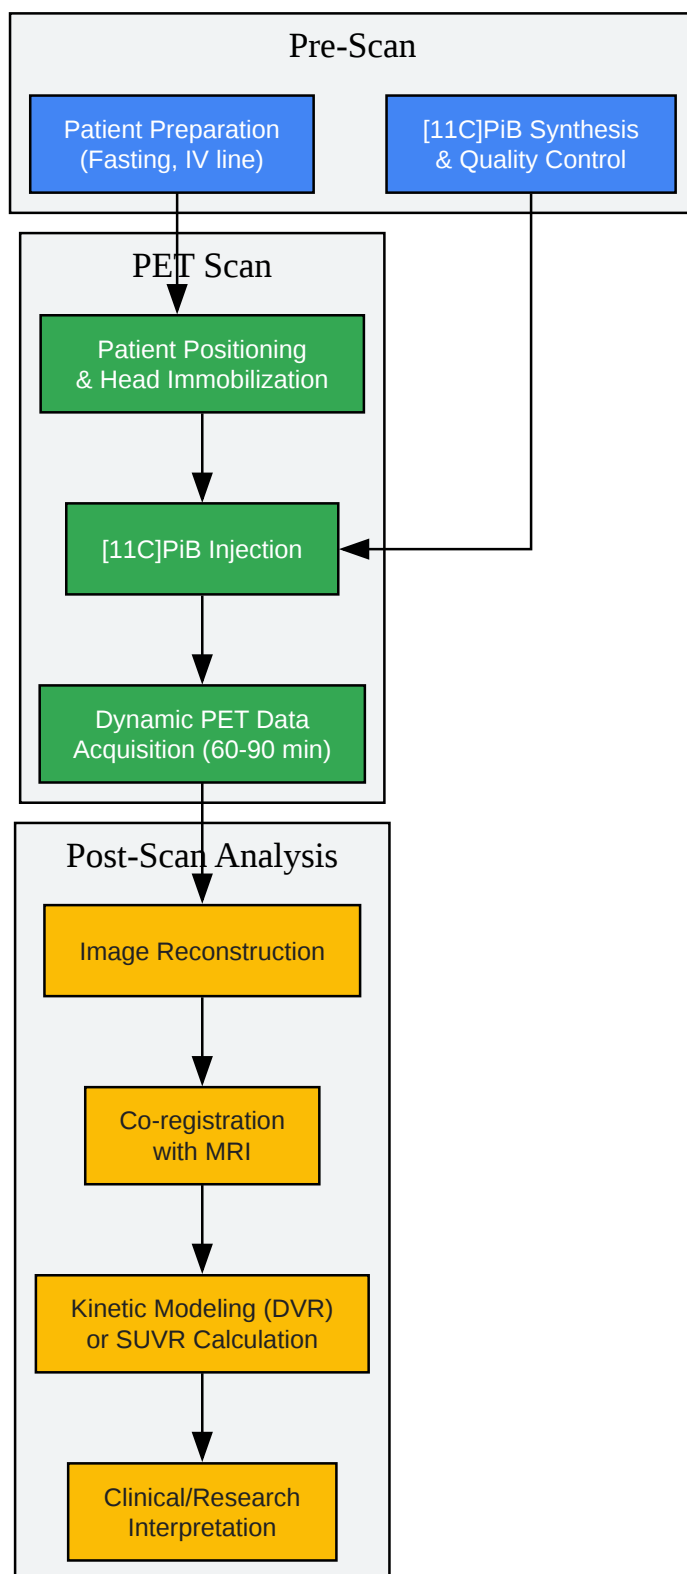 Pre-Scan
Patient Preparation
(Fasting, IV line)
[11C]PiB Synthesis
& Quality Control
PET Scan
Patient Positioning
& Head Immobilization
[11C]PiB Injection
Dynamic PET Data
Acquisition (60-90 min)
Post-Scan Analysis
Image Reconstruction
Co-registration
with MRI
Kinetic Modeling (DVR)
or SUVR Calculation
Clinical/Research
Interpretation